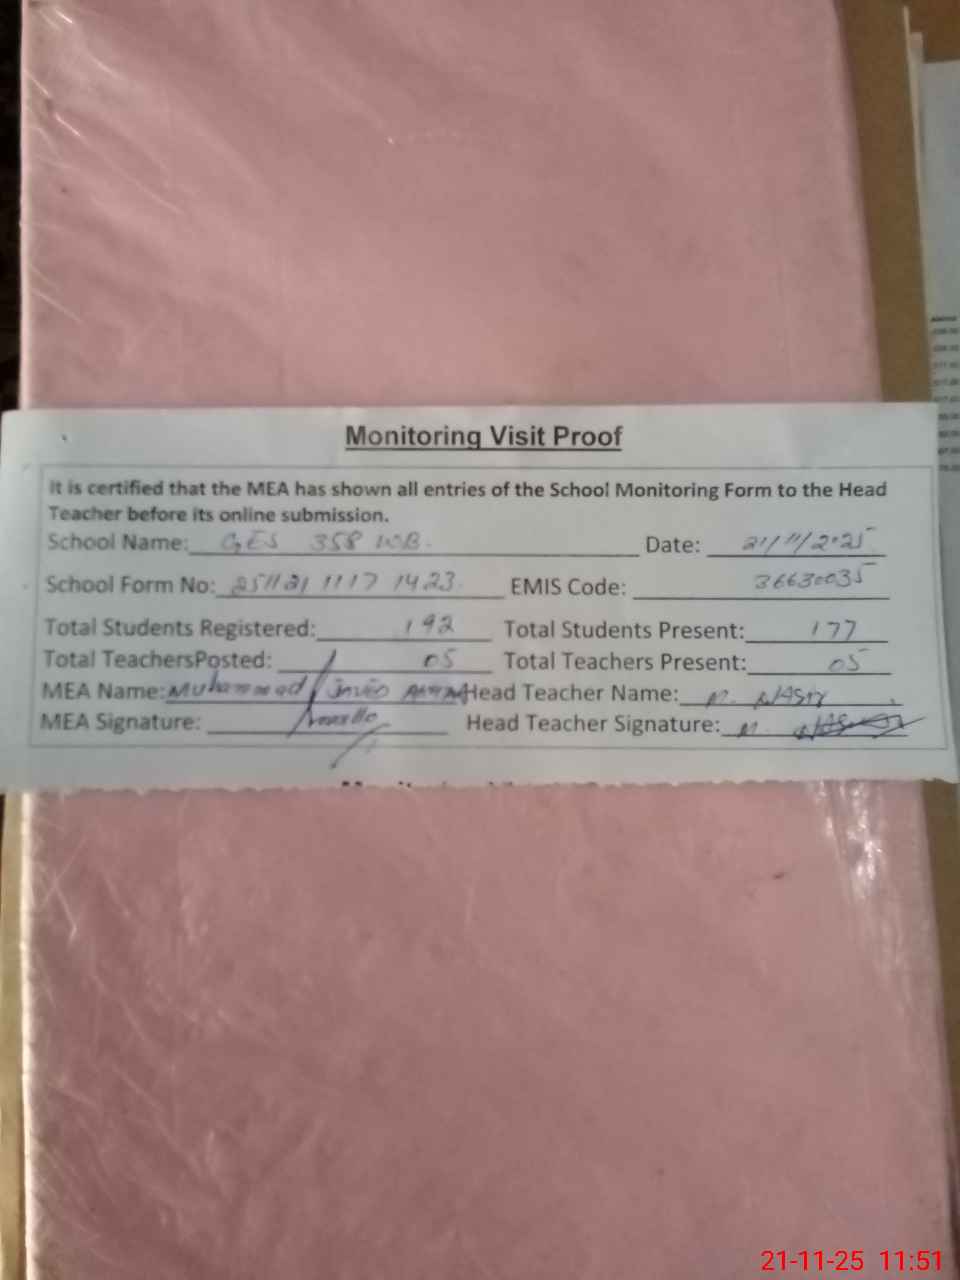 Monitoring Visit Proof
It is certified that the MEA has shown all entries of the School Monitoring Form to the Head
Teacher before its online submission.
School Name: GES 358 WB. Date: 21/11/2025
School Form No: 251121 1117 1423. EMIS Code: 36630035
Total Students Registered: 192 Total Students Present: 177
Total TeachersPosted: 05 Total Teachers Present: 05
MEA Name: Muhammad Javed Head Teacher Name: M. NASIR
MEA Signature: Head Teacher Signature: M.
21-11-25 11:51